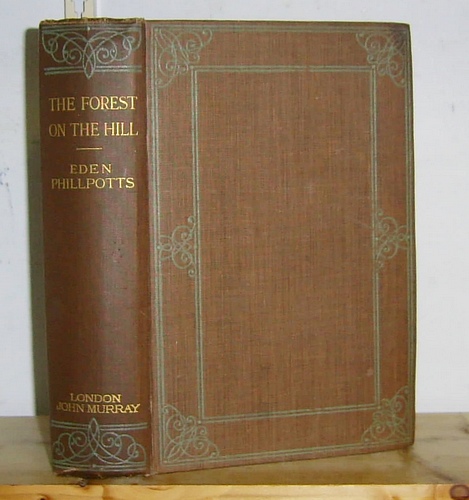 THE FOREST
ON THE HILL
EDEN
PHILLPOTTS
LONDON
JOHN MURRAY